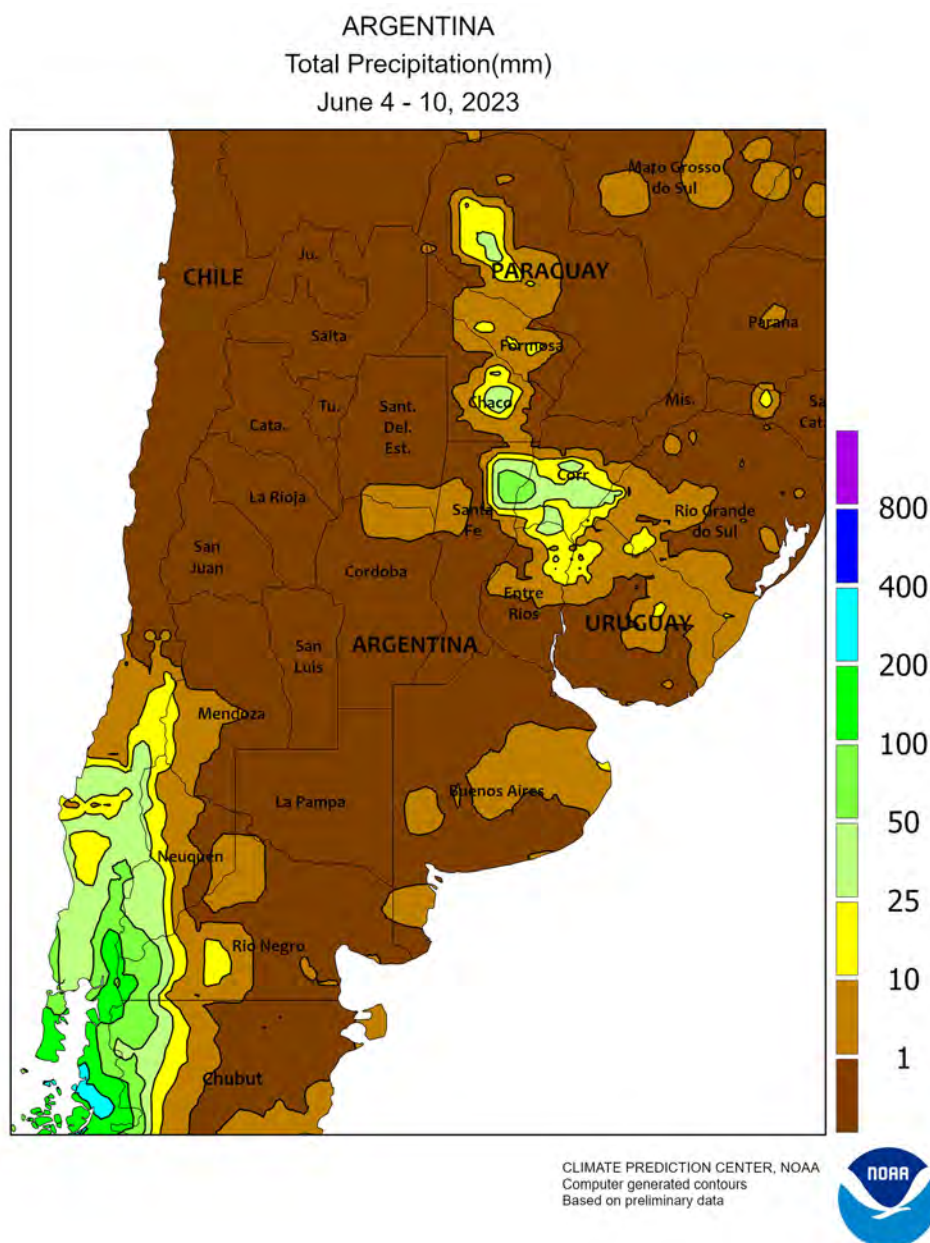 ARGENTINA
Total Precipitation(mm)
June 4 - 10, 2023
Mato Grosso
do Sul
Ju.
CHILE
PARAGUAY
Salta
Formosa
Parana
Chaco
Mis.
Sa
Cat.
Tu.
Sant.
Del.
Est.
Cata.
Corr.
La Rioja
Santa
Fe
Rio Grande
do Sul
San
Juan
Cordoba
Entre
Rios
URUGUAY
San
Luis
ARGENTINA
Mendoza
La Pampa
Buenos Aires
Neuquen
Rio Negro
Chubut
800
400
200
100
50
25
10
1
CLIMATE PREDICTION CENTER, NOAA
Computer generated contours
Based on preliminary data
NOAA